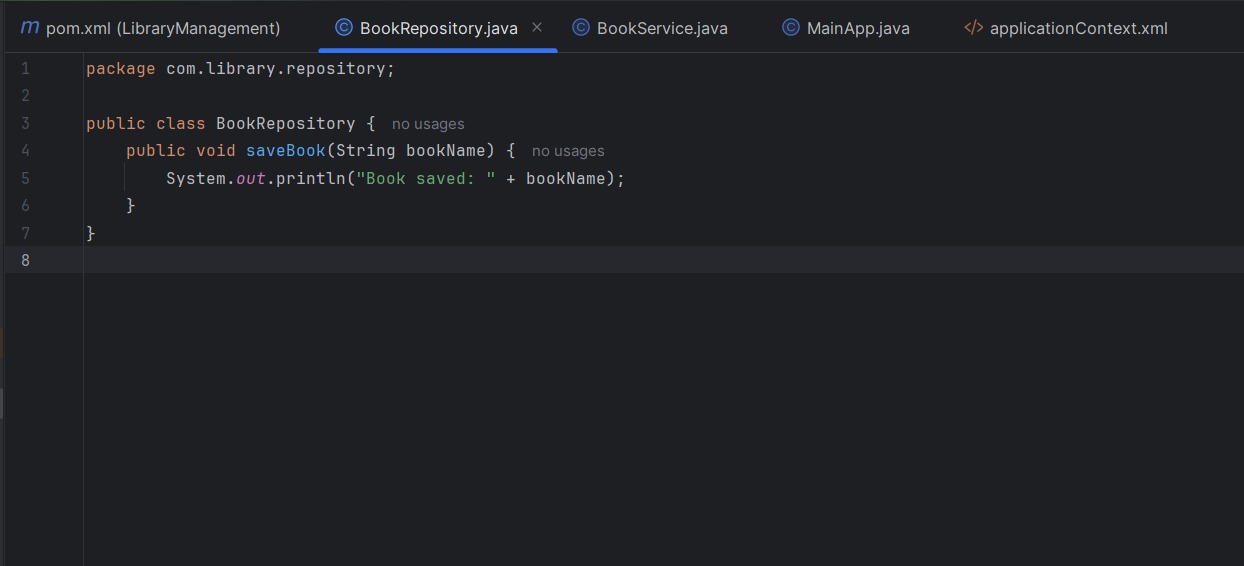 m pom.xml (LibraryManagement) © BookRepository.java × © BookService.java © MainApp.java </> applicationContext.xml
1 package com.library.repository;
2
3 public class BookRepository { no usages
4     public void saveBook(String bookName) { no usages
5         System.out.println("Book saved: " + bookName);
6     }
7 }
8